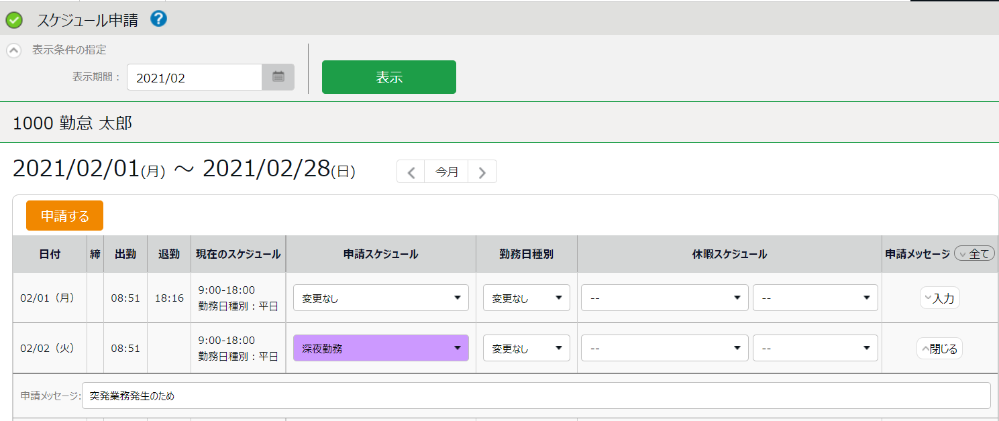 スケジュール申請 ?
表示条件の指定
表示期間： 2021/02 表示
1000 勤怠 太郎
2021/02/01(月) ～ 2021/02/28(日) 今月
申請する
日付 締 出勤 退勤 現在のスケジュール 申請スケジュール 勤務日種別 休暇スケジュール 申請メッセージ 全て
02/01（月） 08:51 18:16 9:00-18:00 変更なし 変更なし -- -- 入力
勤務日種別：平日
02/02（火） 08:51 9:00-18:00 深夜勤務 変更なし -- -- 閉じる
勤務日種別：平日
申請メッセージ: 突発業務発生のため